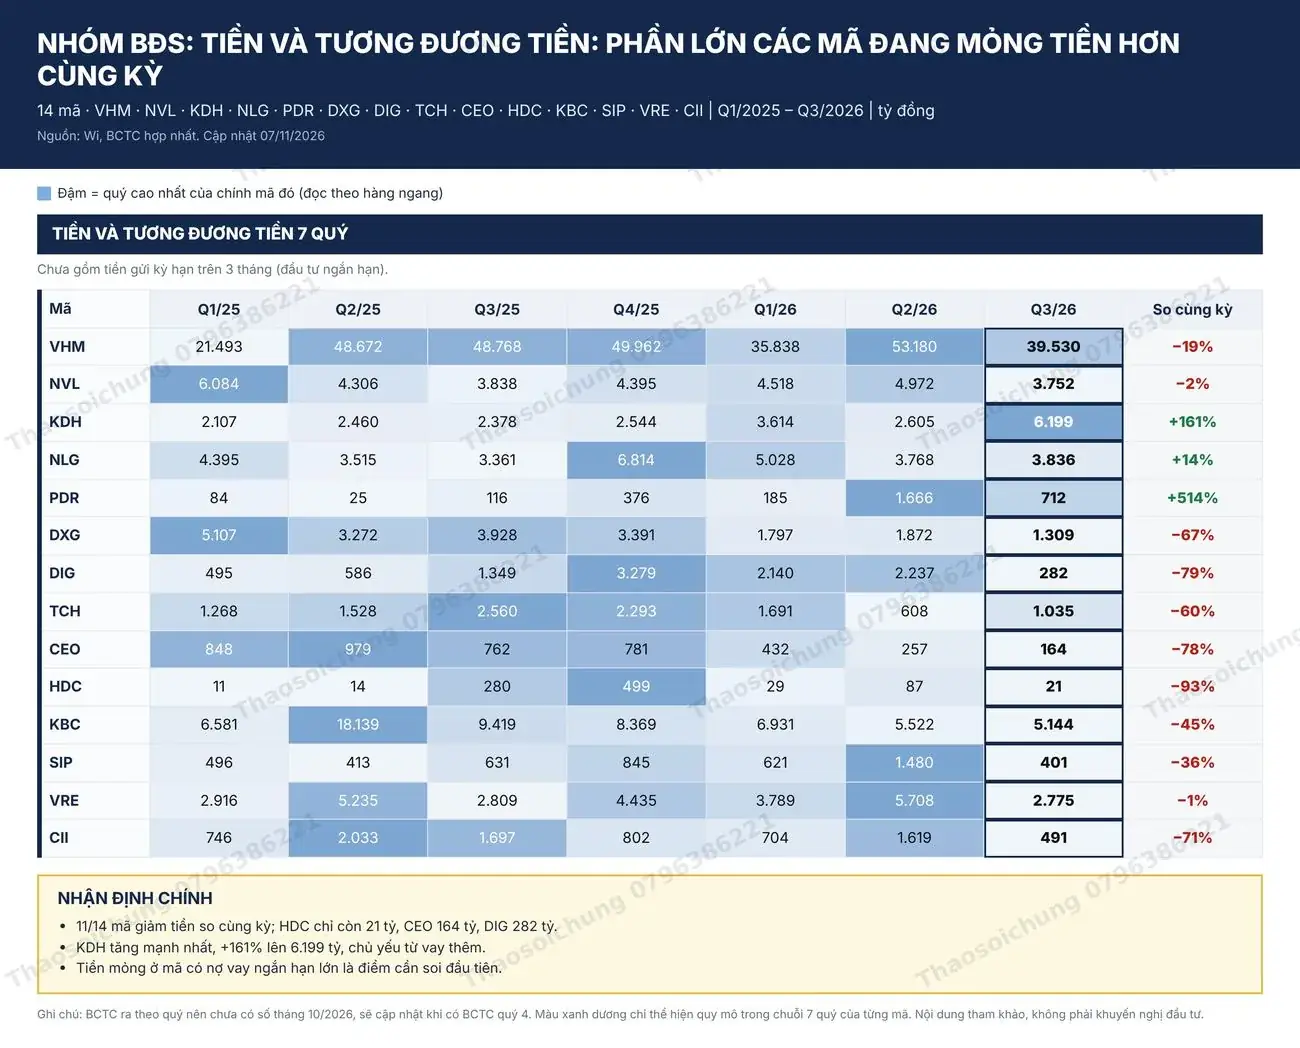 NHÓM BĐS: TIỀN VÀ TƯƠNG ĐƯƠNG TIỀN: PHẦN LỚN CÁC MÃ ĐANG MỎNG TIỀN HƠN
CÙNG KỲ
14 mã · VHM · NVL · KDH · NLG · PDR · DXG · DIG · TCH · CEO · HDC · KBC · SIP · VRE · CII | Q1/2025 – Q3/2026 | tỷ đồng
Nguồn: Wi, BCTC hợp nhất. Cập nhật 07/11/2026
Đậm = quý cao nhất của chính mã đó (đọc theo hàng ngang)
TIỀN VÀ TƯƠNG ĐƯƠNG TIỀN 7 QUÝ
Chưa gồm tiền gửi kỳ hạn trên 3 tháng (đầu tư ngắn hạn).
Mã Q1/25 Q2/25 Q3/25 Q4/25 Q1/26 Q2/26 Q3/26 So cùng kỳ
VHM 21.493 48.672 48.768 49.962 35.838 53.180 39.530 −19%
NVL 6.084 4.306 3.838 4.395 4.518 4.972 3.752 −2%
KDH 2.107 2.460 2.378 2.544 3.614 2.605 6.199 +161%
NLG 4.395 3.515 3.361 6.814 5.028 3.768 3.836 +14%
PDR 84 25 116 376 185 1.666 712 +514%
DXG 5.107 3.272 3.928 3.391 1.797 1.872 1.309 −67%
DIG 495 586 1.349 3.279 2.140 2.237 282 −79%
TCH 1.268 1.528 2.560 2.293 1.691 608 1.035 −60%
CEO 848 979 762 781 432 257 164 −78%
HDC 11 14 280 499 29 87 21 −93%
KBC 6.581 18.139 9.419 8.369 6.931 5.522 5.144 −45%
SIP 496 413 631 845 621 1.480 401 −36%
VRE 2.916 5.235 2.809 4.435 3.789 5.708 2.775 −1%
CII 746 2.033 1.697 802 704 1.619 491 −71%
NHẬN ĐỊNH CHÍNH
• 11/14 mã giảm tiền so cùng kỳ; HDC chỉ còn 21 tỷ, CEO 164 tỷ, DIG 282 tỷ.
• KDH tăng mạnh nhất, +161% lên 6.199 tỷ, chủ yếu từ vay thêm.
• Tiền mỏng ở mã có nợ vay ngắn hạn lớn là điểm cần soi đầu tiên.
Ghi chú: BCTC ra theo quý nên chưa có số tháng 10/2026, sẽ cập nhật khi có BCTC quý 4. Màu xanh dương chỉ thể hiện quy mô trong chuỗi 7 quý của từng mã. Nội dung tham khảo, không phải khuyến nghị đầu tư.
Thaosoichung 0796386221